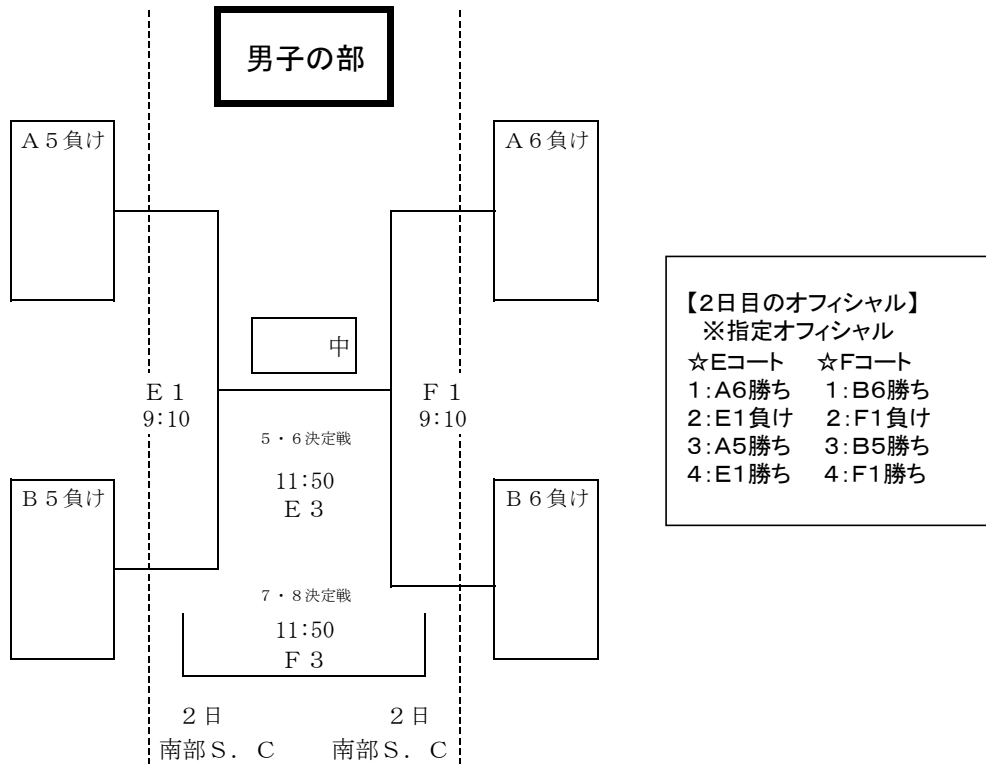 男子の部
A5負け
A6負け
中
E1
9:10
F1
9:10
5・6決定戦
11:50
E3
B5負け
B6負け
7・8決定戦
11:50
F3
2日
南部S.C
2日
南部S.C
【2日目のオフィシャル】
※指定オフィシャル
☆Eコート ☆Fコート
1:A6勝ち 1:B6勝ち
2:E1負け 2:F1負け
3:A5勝ち 3:B5勝ち
4:E1勝ち 4:F1勝ち